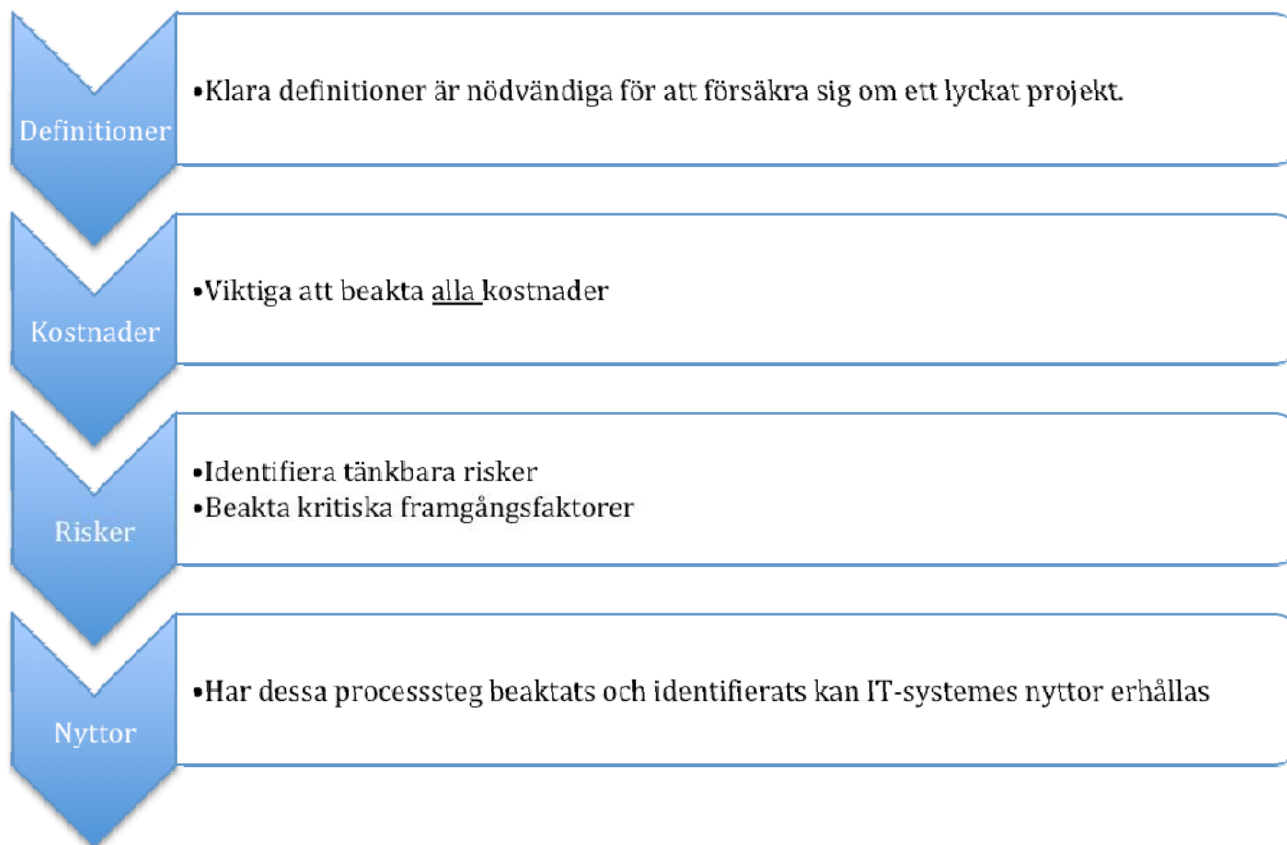 Definitioner
•Klara definitioner är nödvändiga för att försäkra sig om ett lyckat projekt.
Kostnader
•Viktiga att beakta alla kostnader
Risker
•Identifiera tänkbara risker
•Beakta kritiska framgångsfaktorer
Nyttor
•Har dessa processsteg beaktats och identifierats kan IT-systemes nyttor erhållas